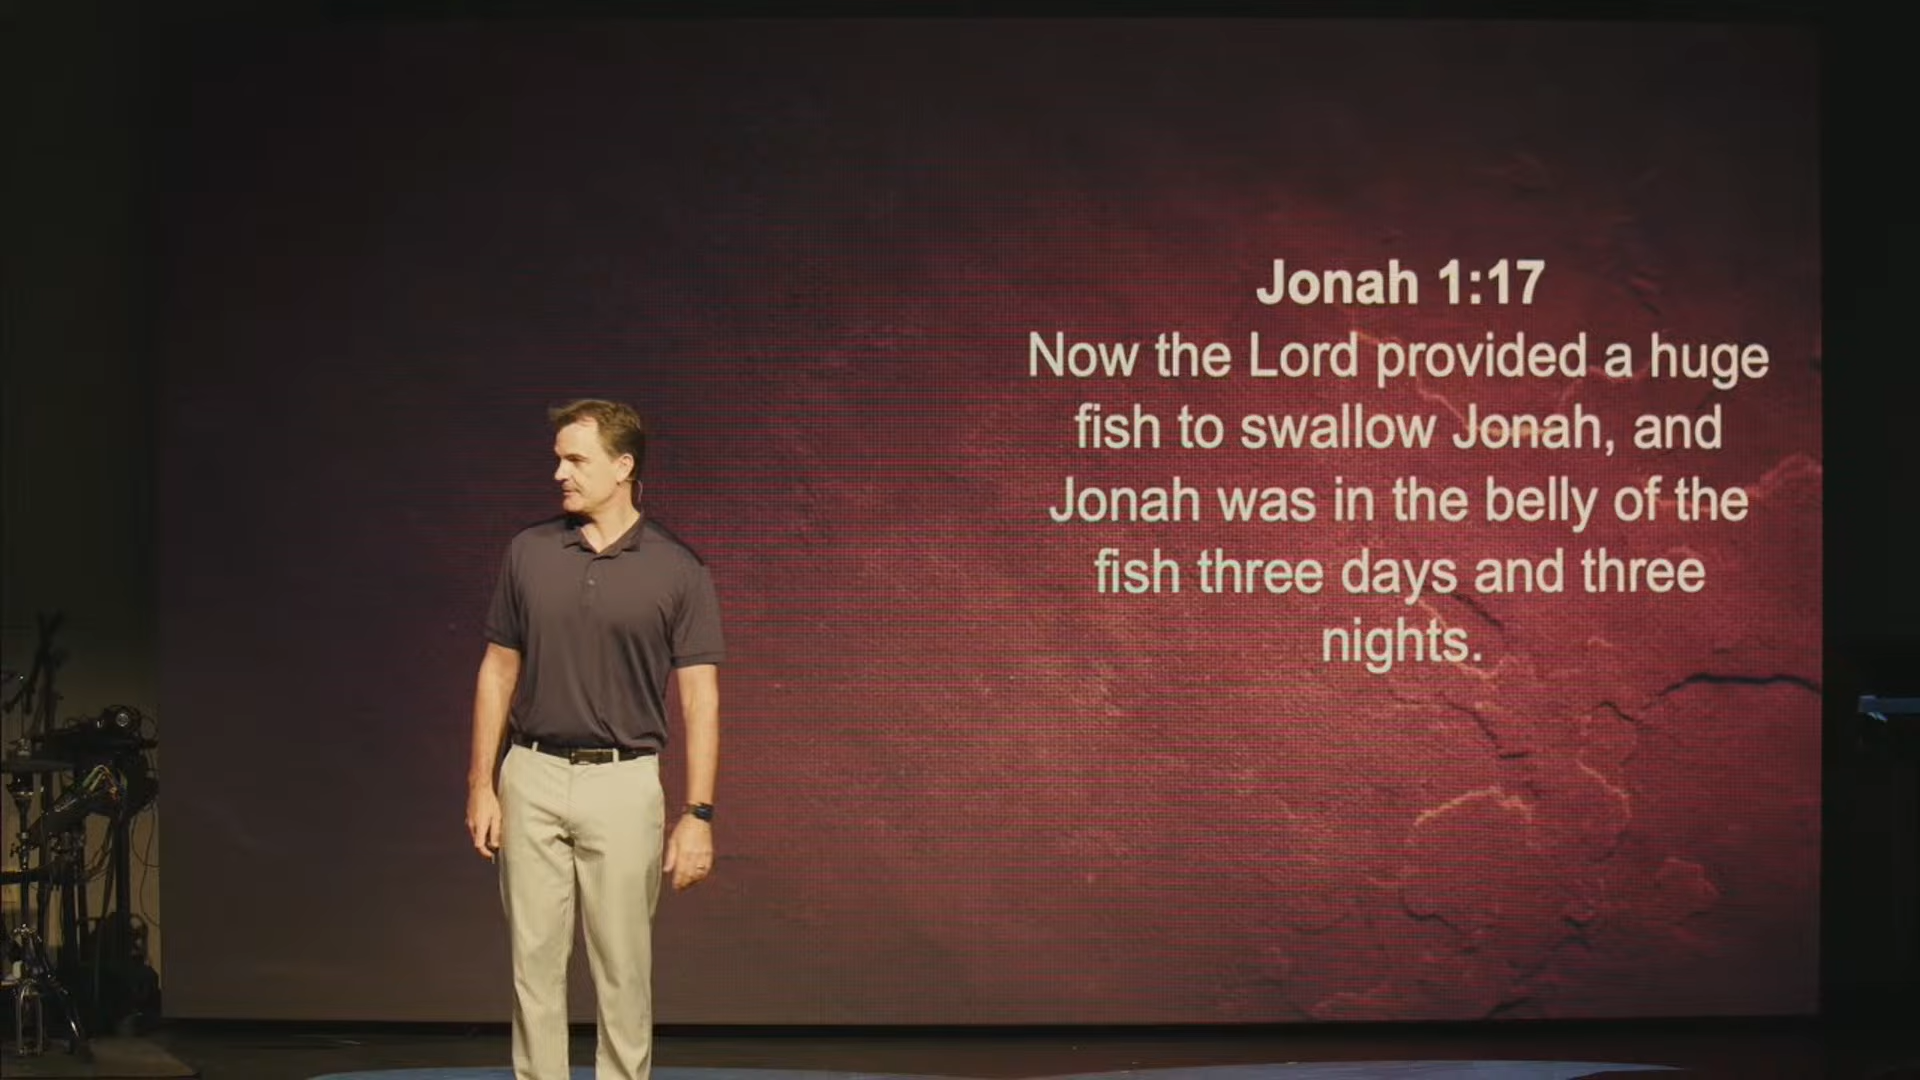 Jonah 1:17
Now the Lord provided a huge
fish to swallow Jonah, and
Jonah was in the belly of the
fish three days and three
nights.